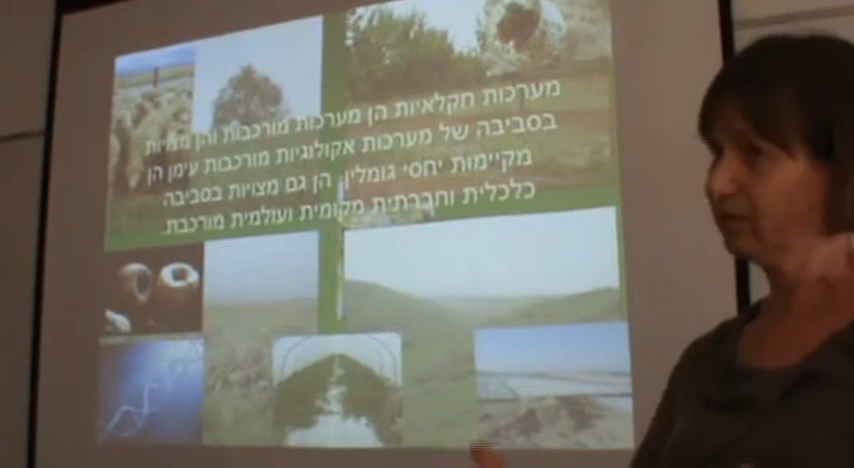 מערכות חקלאיות הן מערכות מורכבות והן מצויות
בסביבה של מערכות אקולוגיות מורכבות עימן הן
מקיימות יחסי גומלין, הן גם מצויות בסביבה
כלכלית וחברתית מקומית ועולמית מורכבת.